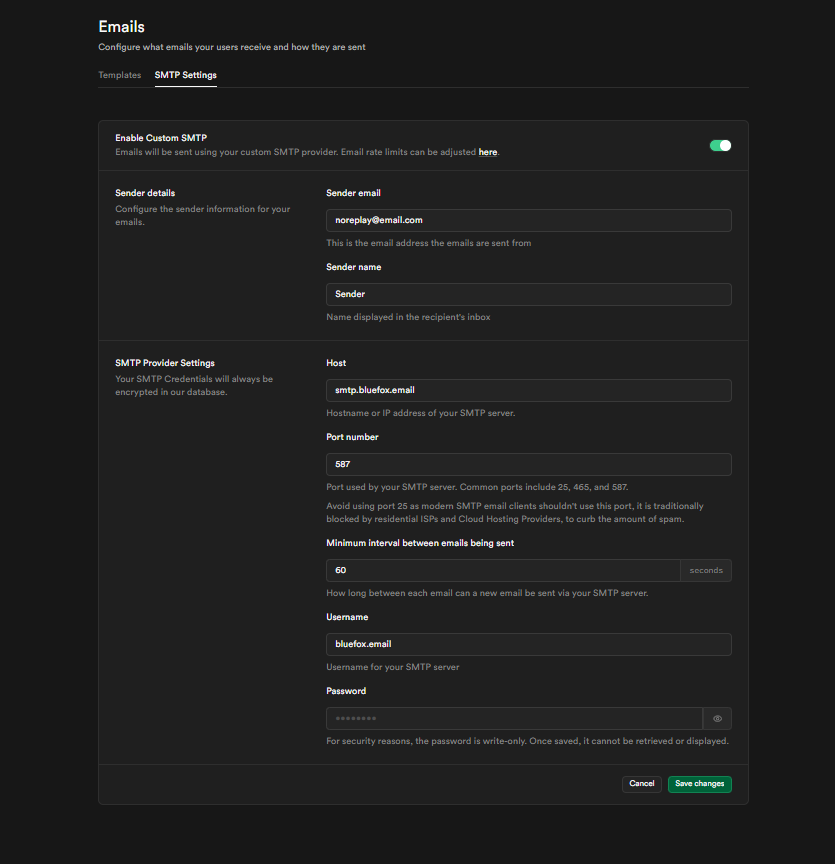 Emails
Configure what emails your users receive and how they are sent
Templates SMTP Settings
Enable Custom SMTP
Emails will be sent using your custom SMTP provider. Email rate limits can be adjusted here.
Sender details
Configure the sender information for your
emails.
Sender email
noreplay@email.com
This is the email address the emails are sent from
Sender name
Sender
Name displayed in the recipient's inbox
SMTP Provider Settings
Your SMTP Credentials will always be
encrypted in our database.
Host
smtp.bluefox.email
Hostname or IP address of your SMTP server.
Port number
587
Port used by your SMTP server. Common ports include 25, 465, and 587.
Avoid using port 25 as modern SMTP email clients shouldn't use this port, it is traditionally
blocked by residential ISPs and Cloud Hosting Providers, to curb the amount of spam.
Minimum interval between emails being sent
60 seconds
How long between each email can a new email be sent via your SMTP server.
Username
bluefox.email
Username for your SMTP server
Password
••••••••
For security reasons, the password is write-only. Once saved, it cannot be retrieved or displayed.
Cancel Save changes